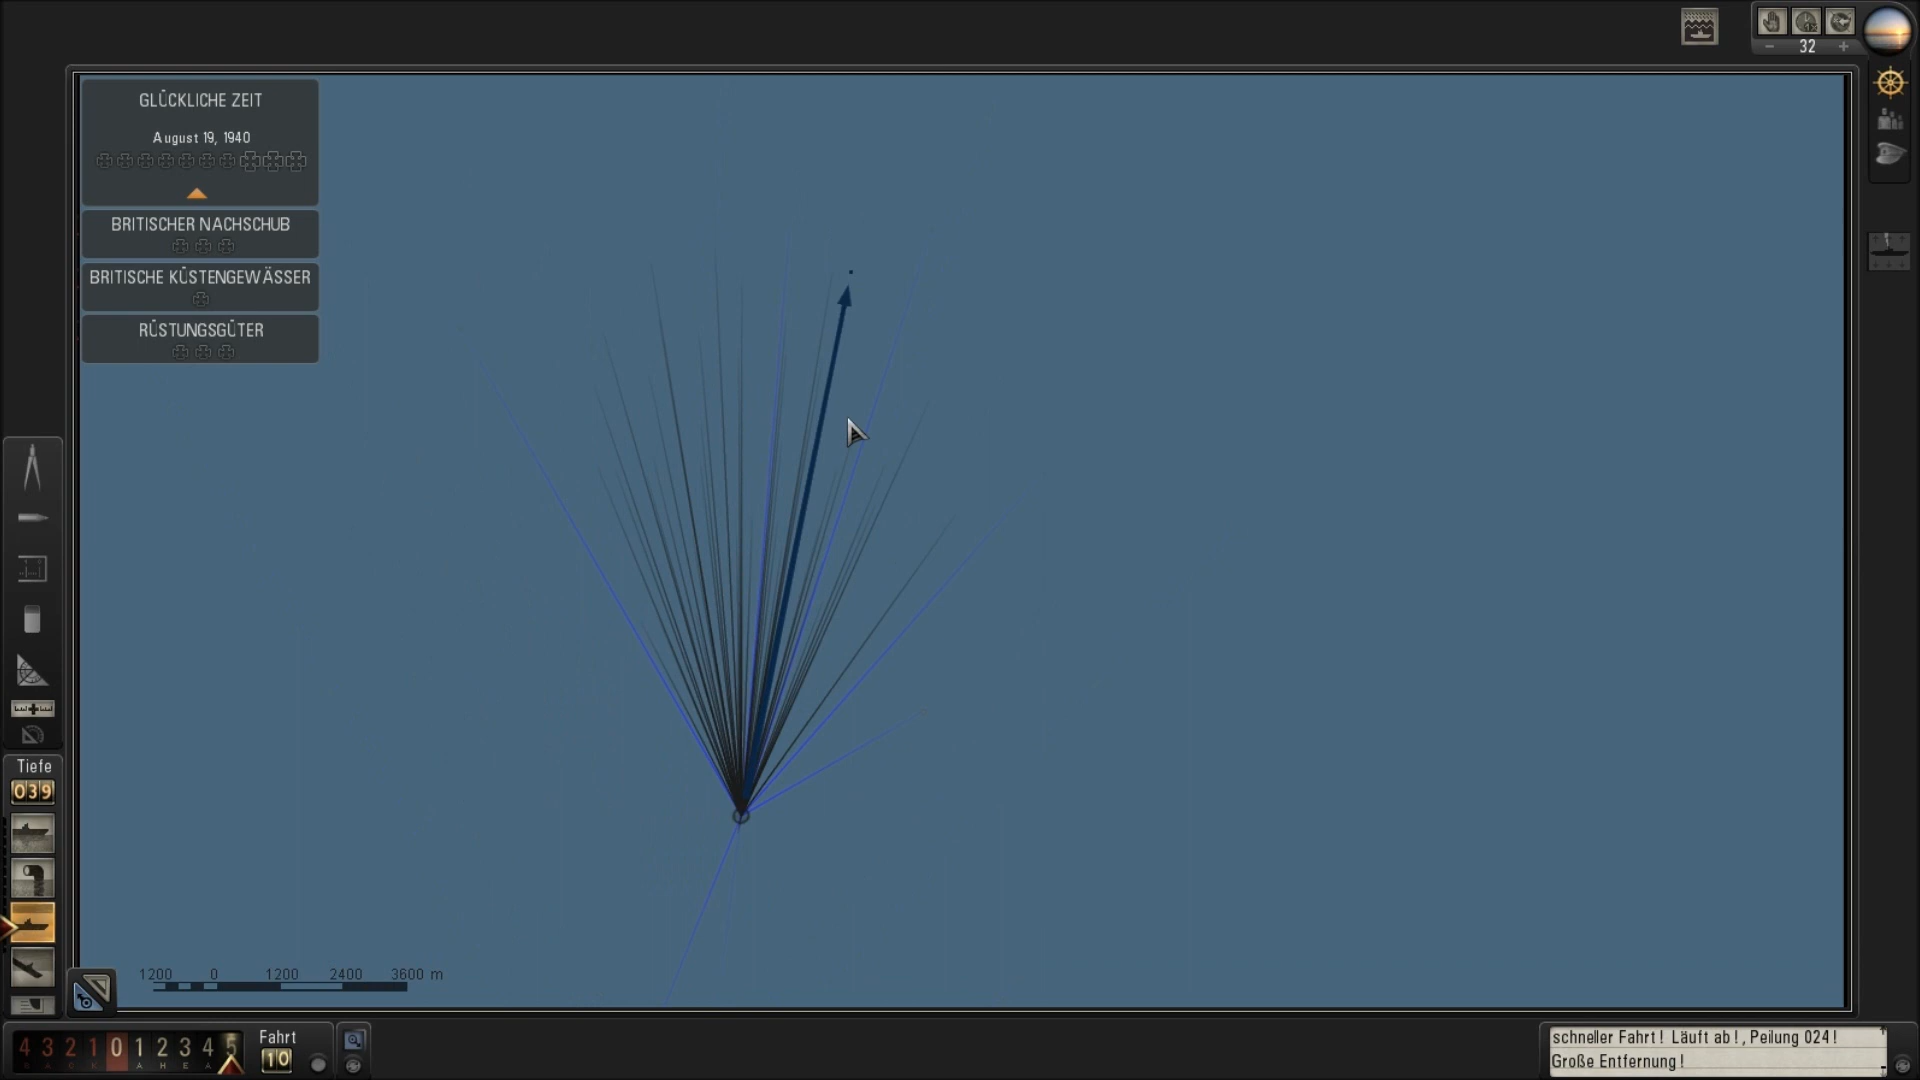 32
GLÜCKLICHE ZEIT
August 19, 1940
BRITISCHER NACHSCHUB
BRITISCHE KÜSTENGEWÄSSER
RÜSTUNGSGÜTER
Tiefe
039
1200 0 1200 2400 3600 m
4 3 2 1 0 1 2 3 4 5
Fahrt
10
schneller Fahrt! Läuft ab!, Peilung 024!
Große Entfernung!